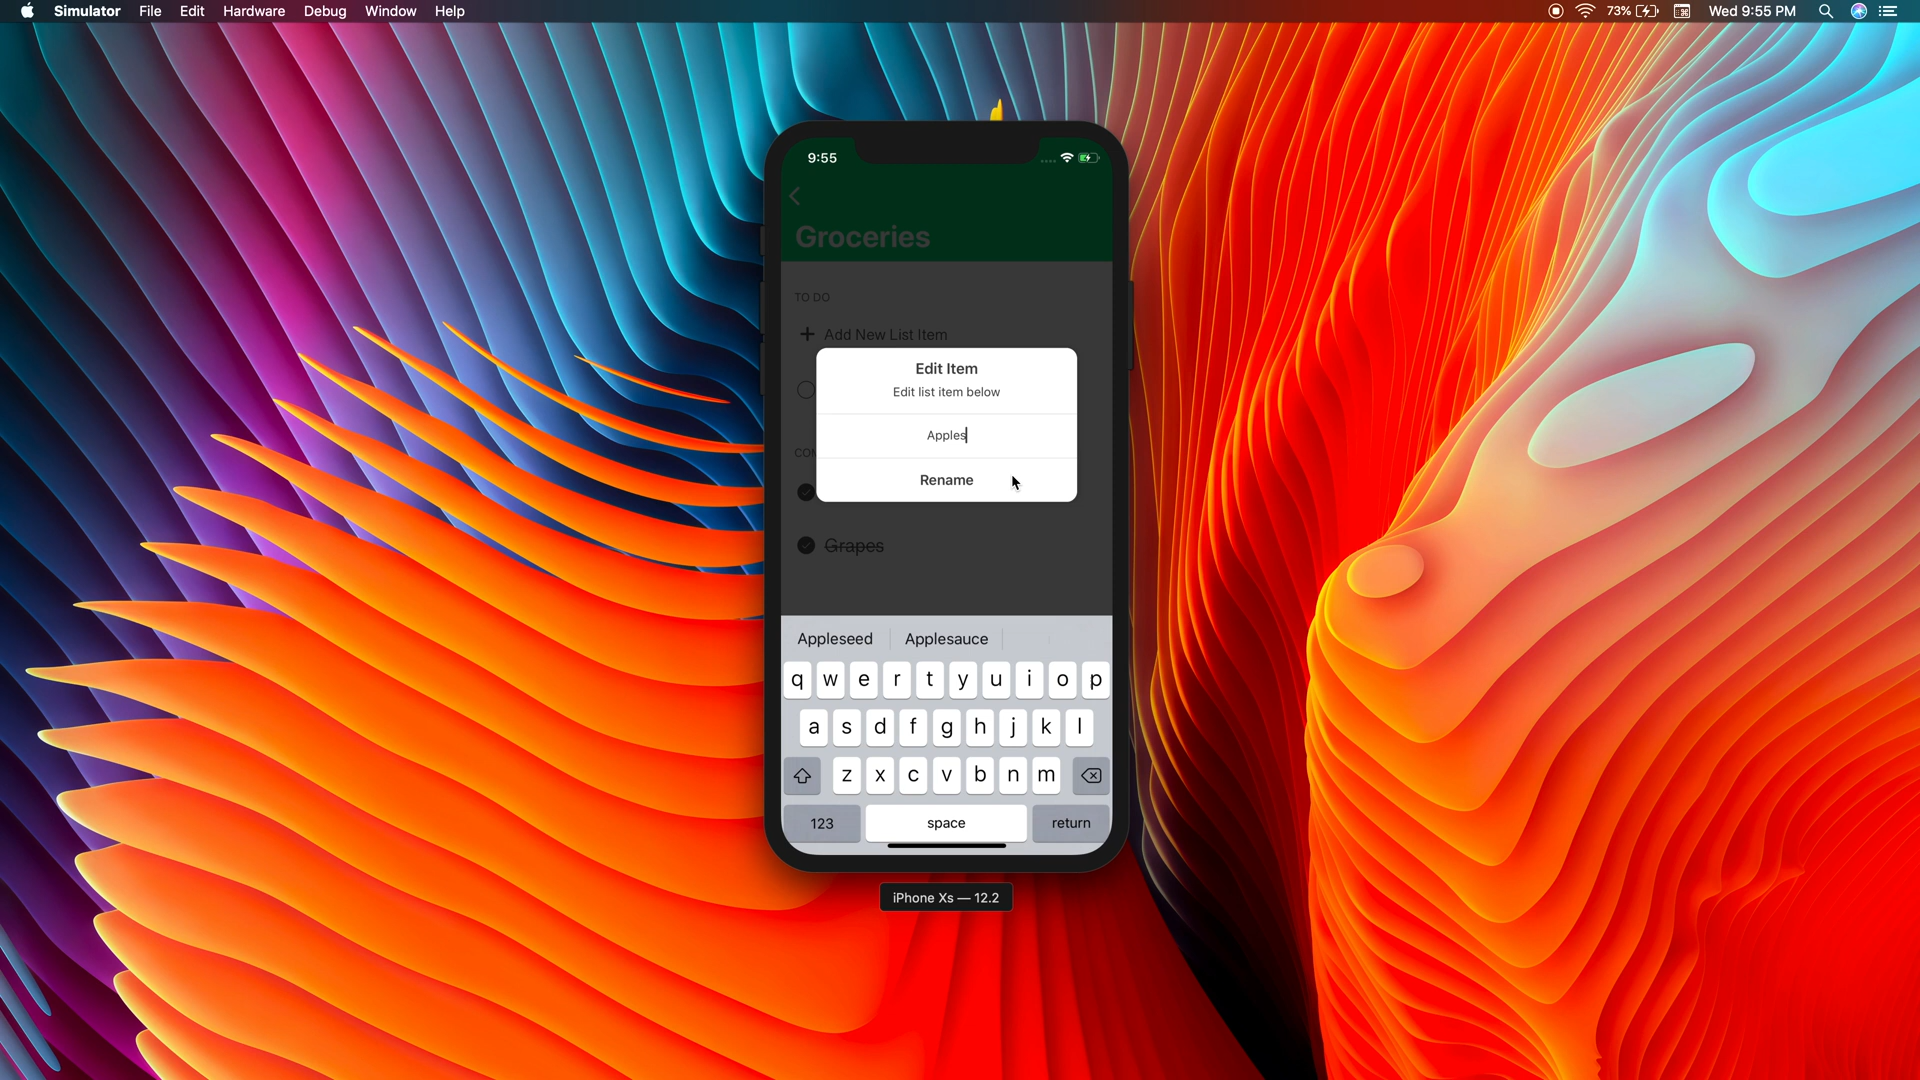 Simulator File Edit Hardware Debug Window Help
73% Wed 9:55 PM
9:55
Groceries
TO DO
+ Add New List Item
Edit Item
Edit list item below
Apples
COM
Rename
Grapes
Appleseed Applesauce
q w e r t y u i o p
a s d f g h j k l
z x c v b n m
123 space return
iPhone Xs — 12.2